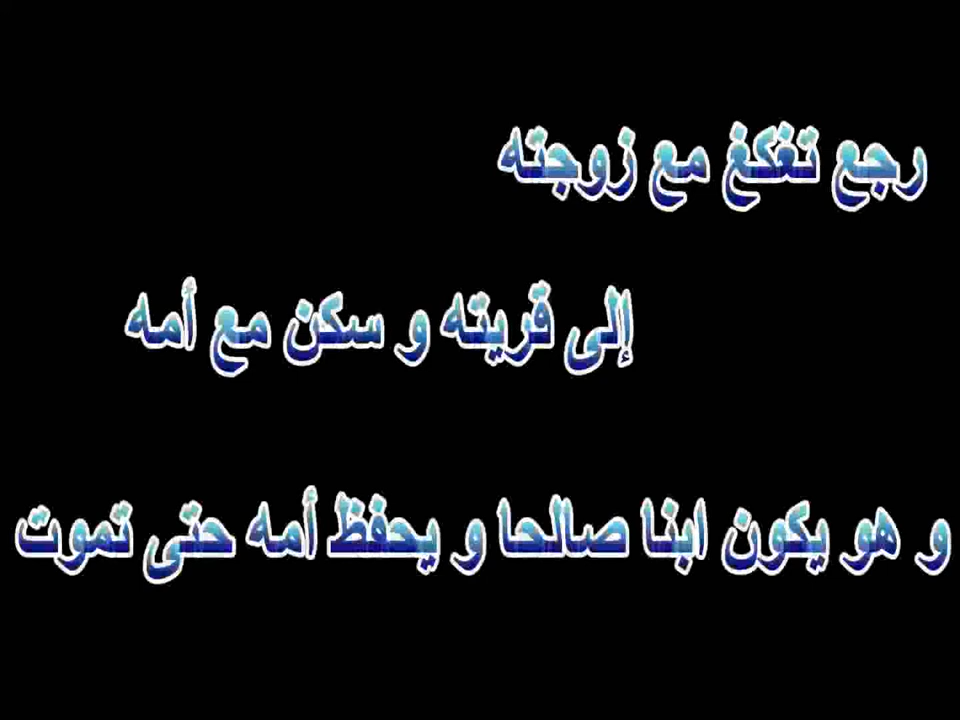 رجع تغكغ مع زوجته
إلى قريته و سكن مع أمه
و هو يكون ابنا صالحا و يحفظ أمه حتى تموت